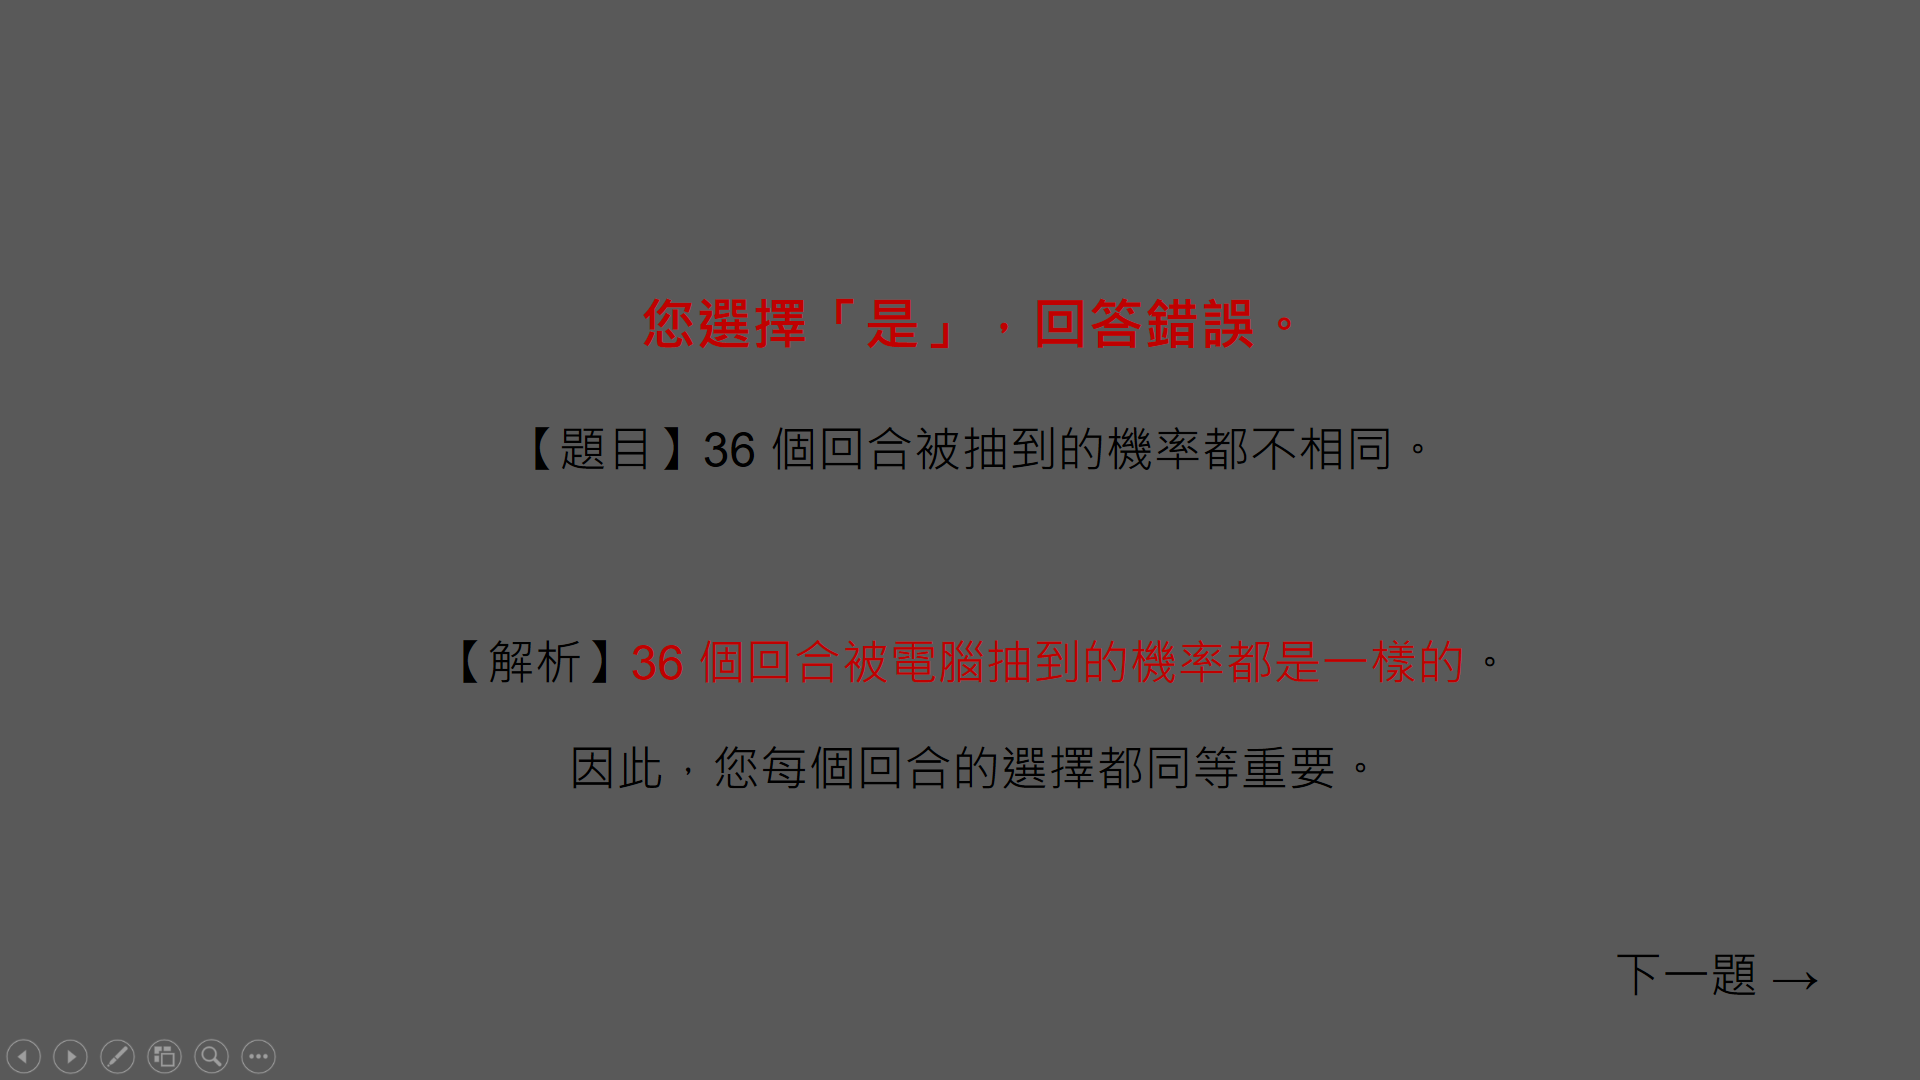 您選擇「是」，回答錯誤。
【題目】36 個回合被抽到的機率都不相同。
【解析】36 個回合被電腦抽到的機率都是一樣的。
因此，您每個回合的選擇都同等重要。
下一題 →